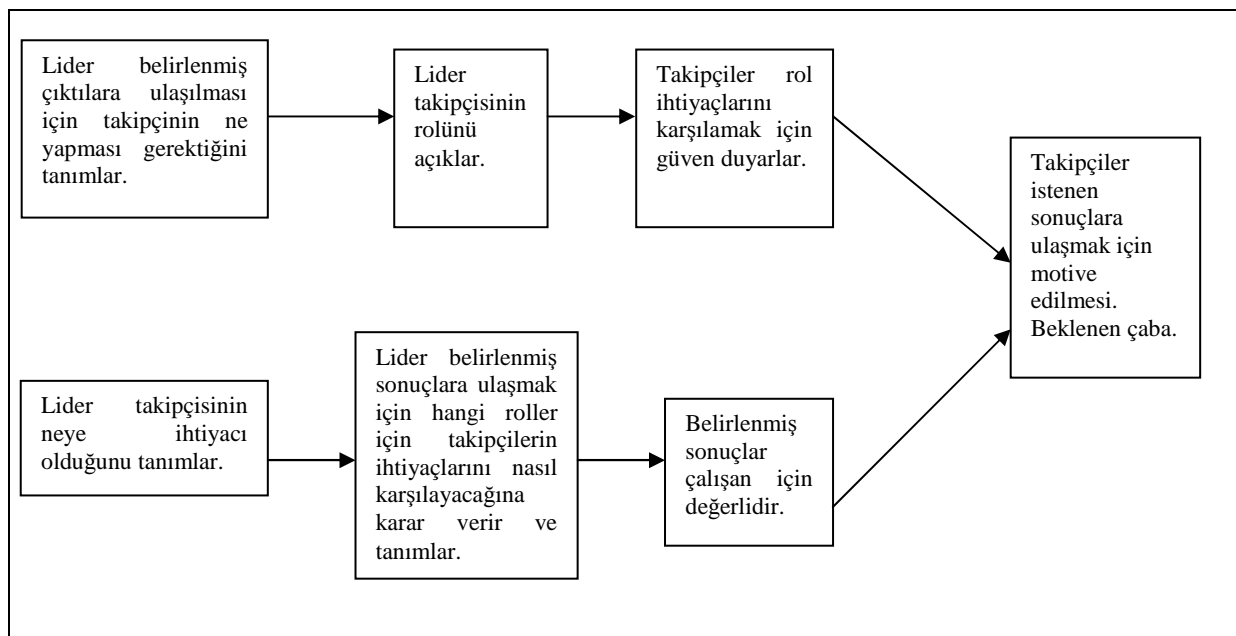 Lider belirlenmiş
çıktılara ulaşılması
için takipçinin ne
yapması gerektiğini
tanımlar.
Lider
takipçisinin
rolünü
açıklar.
Takipçiler rol
ihtiyaçlarını
karşılamak için
güven duyarlar.
Takipçiler
istenen
sonuçlara
ulaşmak için
motive
edilmesi.
Beklenen çaba.
Lider takipçisinin
neye ihtiyacı
olduğunu tanımlar.
Lider belirlenmiş
sonuçlara ulaşmak
için hangi roller
için takipçilerin
ihtiyaçlarını nasıl
karşılayacağına
karar verir ve
tanımlar.
Belirlenmiş
sonuçlar
çalışan için
değerlidir.